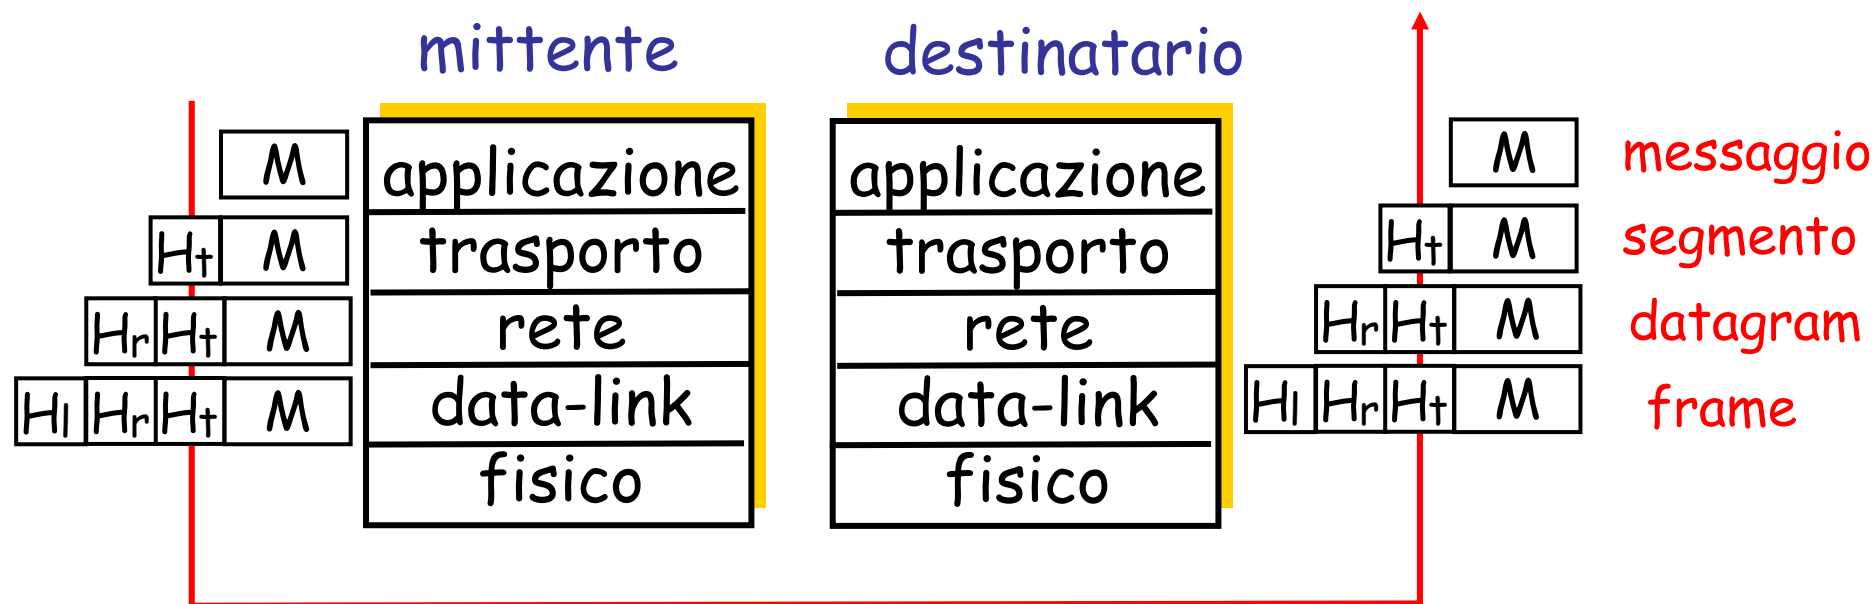 mittente destinatario
M applicazione applicazione M messaggio
Ht M trasporto trasporto Ht M segmento
Hr Ht M rete rete Hr Ht M datagram
Hl Hr Ht M data-link data-link Hl Hr Ht M frame
fisico fisico